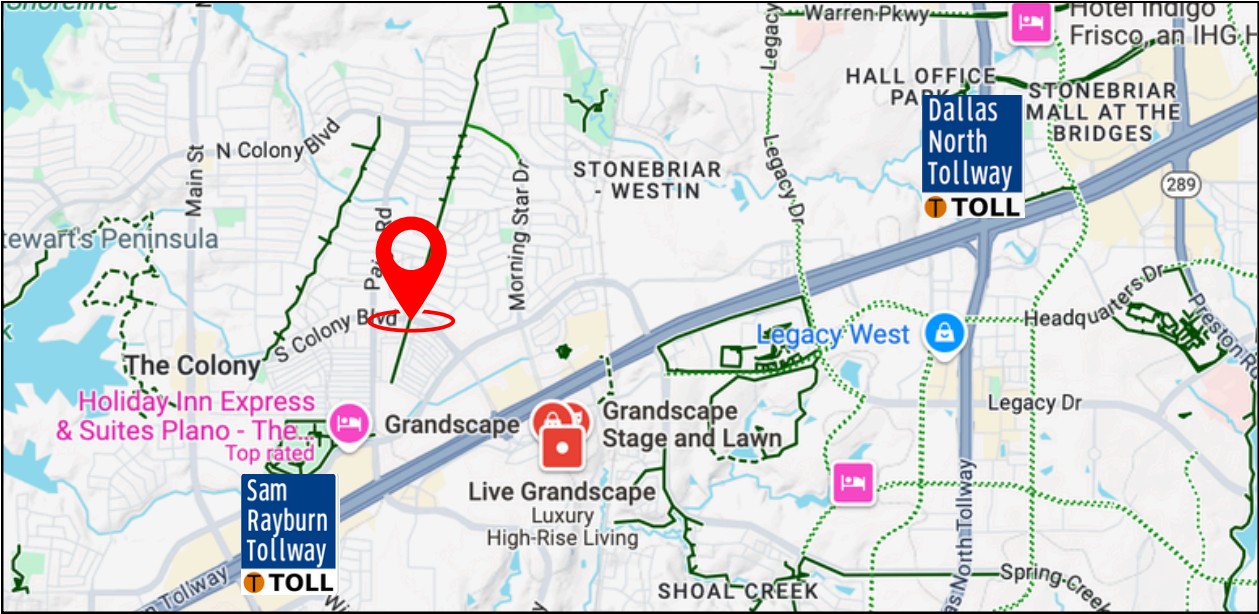 Shoreline
Legacy
Warren Pkwy
Hotel Indigo
Frisco, an IHG H
HALL OFFICE
PARK
STONEBRIAR
MALL AT THE
BRIDGES
Dallas
North
Tollway
T TOLL
289
N Colony Blvd
Main St
STONEBRIAR
- WESTIN
Legacy Dr
Morning Star Dr
tewart's Peninsula
Pai
Rd
S Colony Blvd
Headquarters Dr
Preston Rd
Legacy West
The Colony
Holiday Inn Express
& Suites Plano - The...
Top rated
Grandscape
Grandscape
Stage and Lawn
Legacy Dr
Live Grandscape
Luxury
High-Rise Living
Sam
Rayburn
Tollway
T TOLL
n Tollway
as North Tollway
SHOAL CREEK
Spring Creek